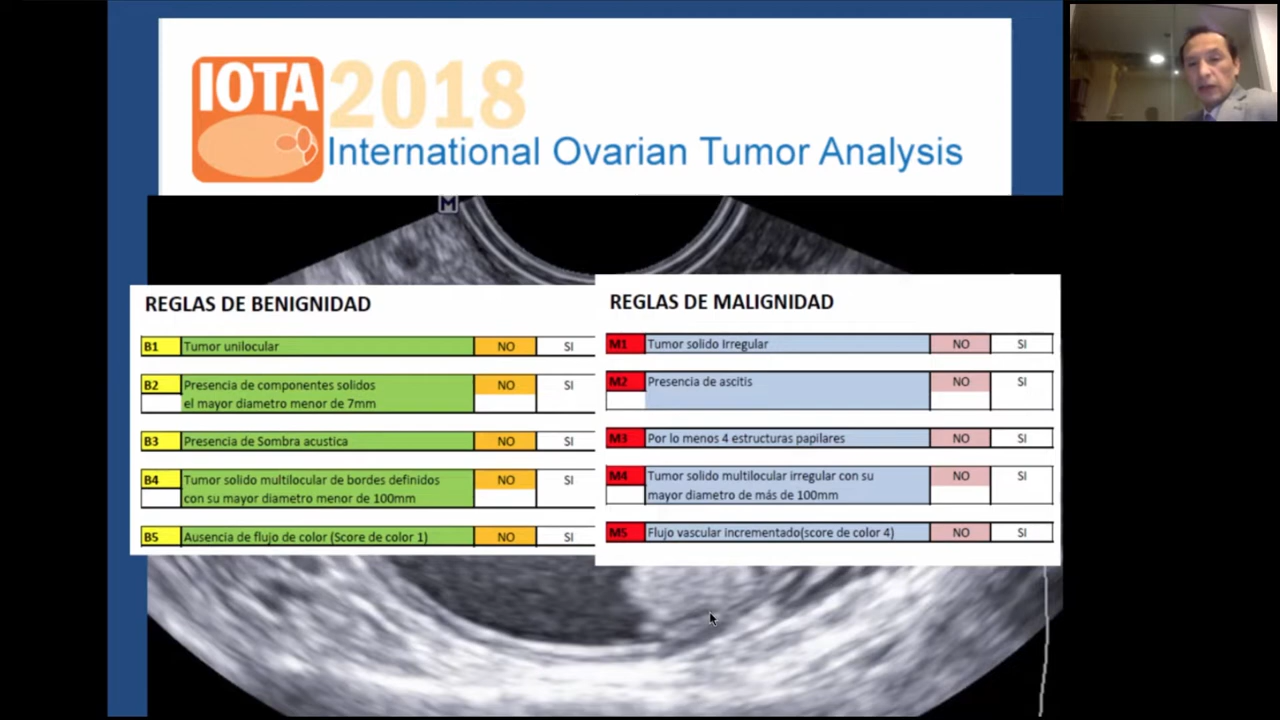 IOTA 2018
International Ovarian Tumor Analysis
M
REGLAS DE BENIGNIDAD
B1 Tumor unilocular NO SI
B2 Presencia de componentes solidos NO SI
el mayor diametro menor de 7mm
B3 Presencia de Sombra acustica NO SI
B4 Tumor solido multilocular de bordes definidos NO SI
con su mayor diametro menor de 100mm
B5 Ausencia de flujo de color (Score de color 1) NO SI
REGLAS DE MALIGNIDAD
M1 Tumor solido Irregular NO SI
M2 Presencia de ascitis NO SI
M3 Por lo menos 4 estructuras papilares NO SI
M4 Tumor solido multilocular irregular con su NO SI
mayor diametro de más de 100mm
M5 Flujo vascular incrementado(score de color 4) NO SI